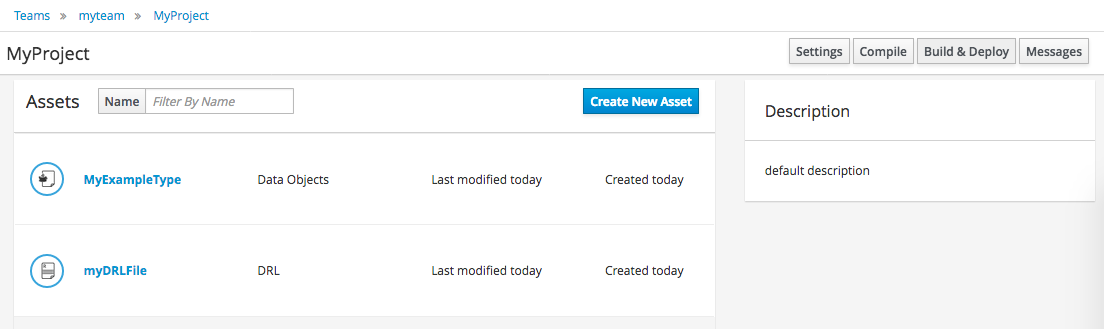 Teams » myteam » MyProject
MyProject Settings Compile Build & Deploy Messages
Assets Name Filter By Name Create New Asset
MyExampleType Data Objects Last modified today Created today
myDRLFile DRL Last modified today Created today
Description
default description